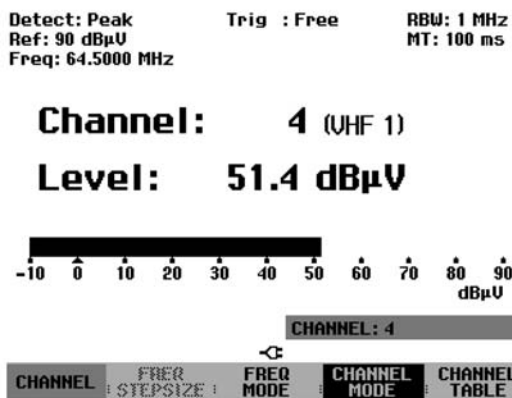 Detect: Peak Trig : Free RBW: 1 MHz
Ref: 90 dBµV MT: 100 ms
Freq: 64.5000 MHz
Channel: 4 (VHF 1)
Level: 51.4 dBµV
-10 0 10 20 30 40 50 60 70 80 90
dBµV
CHANNEL: 4
CHANNEL FREQ STEPSIZE FREQ MODE CHANNEL MODE CHANNEL TABLE